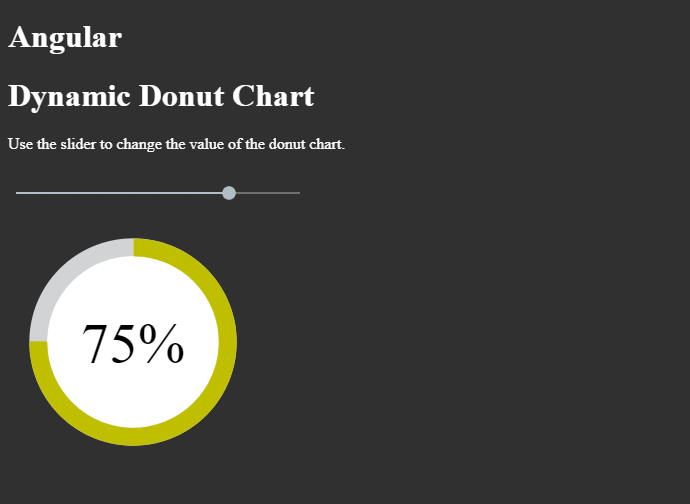 Angular
Dynamic Donut Chart
Use the slider to change the value of the donut chart.
75%